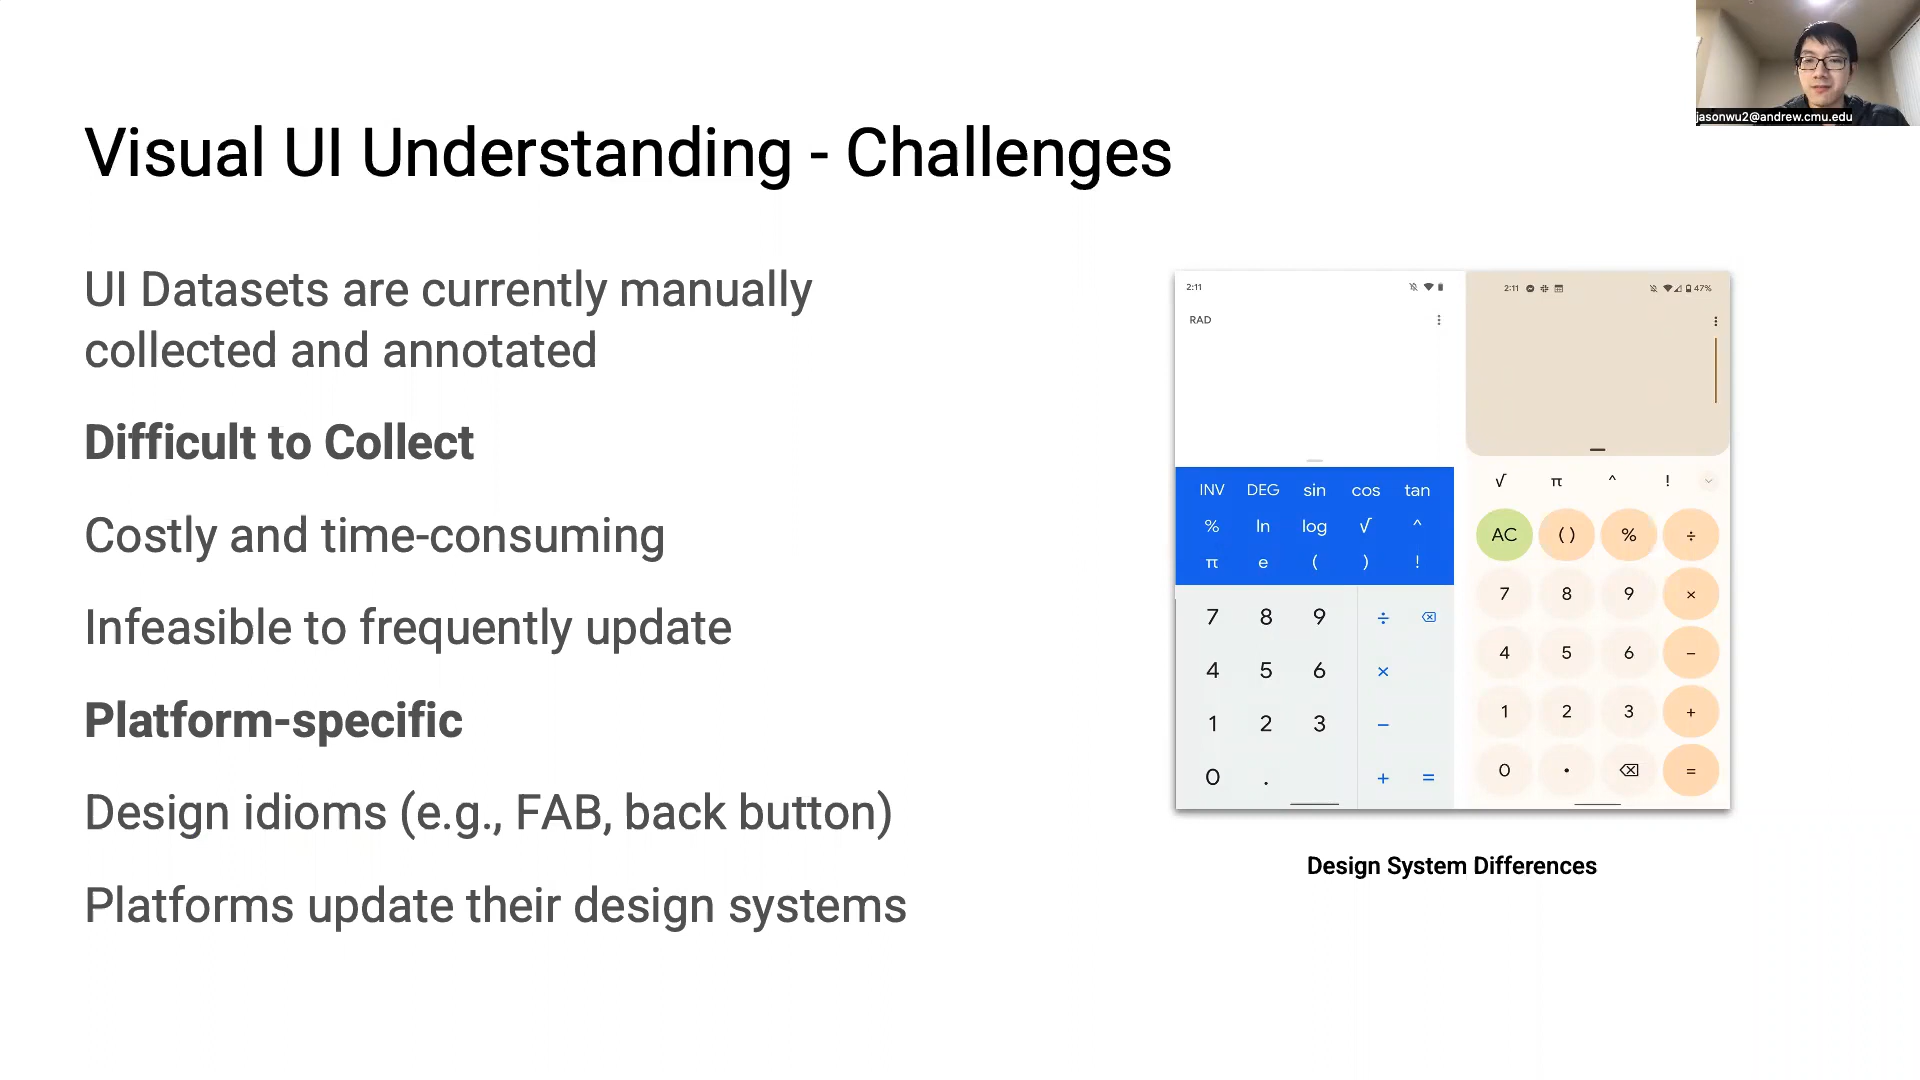 jasonwu2@andrew.cmu.edu
Visual UI Understanding - Challenges
UI Datasets are currently manually
collected and annotated
Difficult to Collect
Costly and time-consuming
Infeasible to frequently update
Platform-specific
Design idioms (e.g., FAB, back button)
Platforms update their design systems
2:11
RAD
INV DEG sin cos tan
% ln log √ ^
π e ( ) !
7 8 9 ÷
4 5 6 ×
1 2 3 −
0 . + =
2:11 47%
√ π ^ !
AC ( ) % ÷
7 8 9 ×
4 5 6 −
1 2 3 +
0 • =
Design System Differences